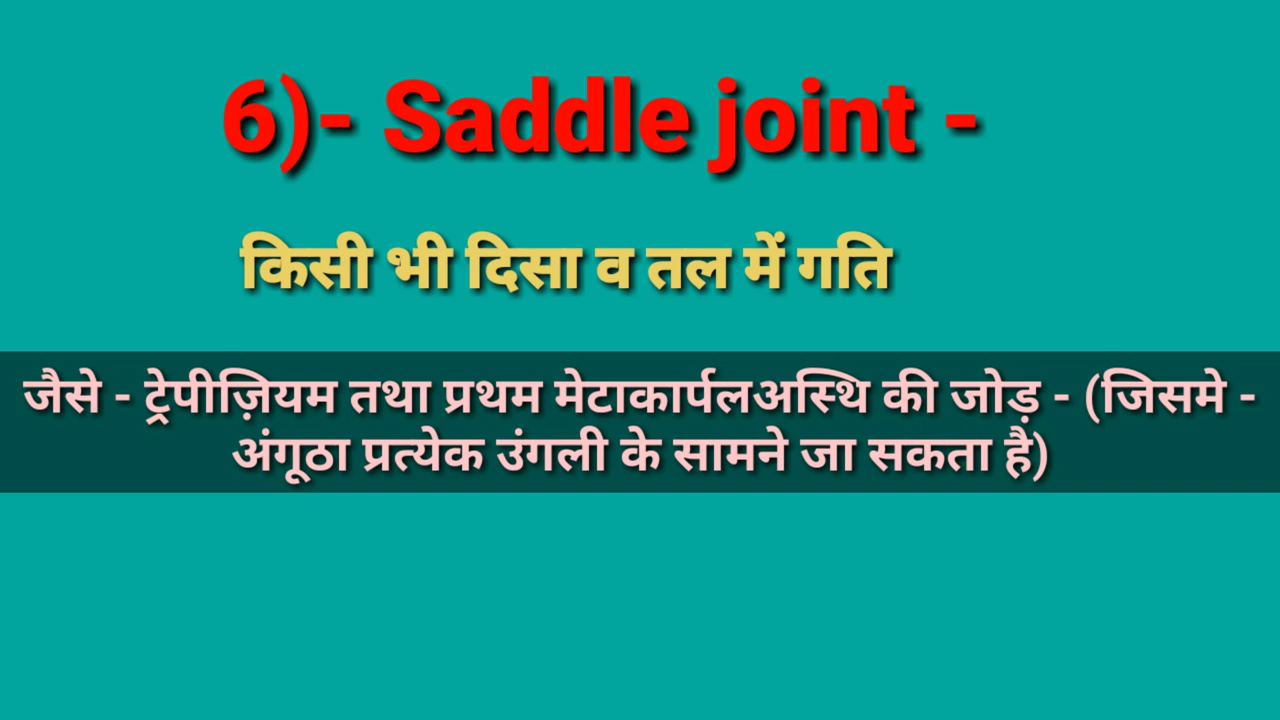 6)- Saddle joint -
किसी भी दिसा व तल में गति
जैसे - ट्रेपीज़ियम तथा प्रथम मेटाकार्पलअस्थि की जोड़ - (जिसमे -
अंगूठा प्रत्येक उंगली के सामने जा सकता है)